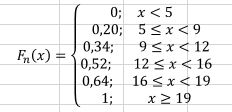 0; x < 5
0,20; 5 ≤ x < 9
0,34; 9 ≤ x < 12
Fₙ(x) =
0,52; 12 ≤ x < 16
0,64; 16 ≤ x < 19
1; x ≥ 19